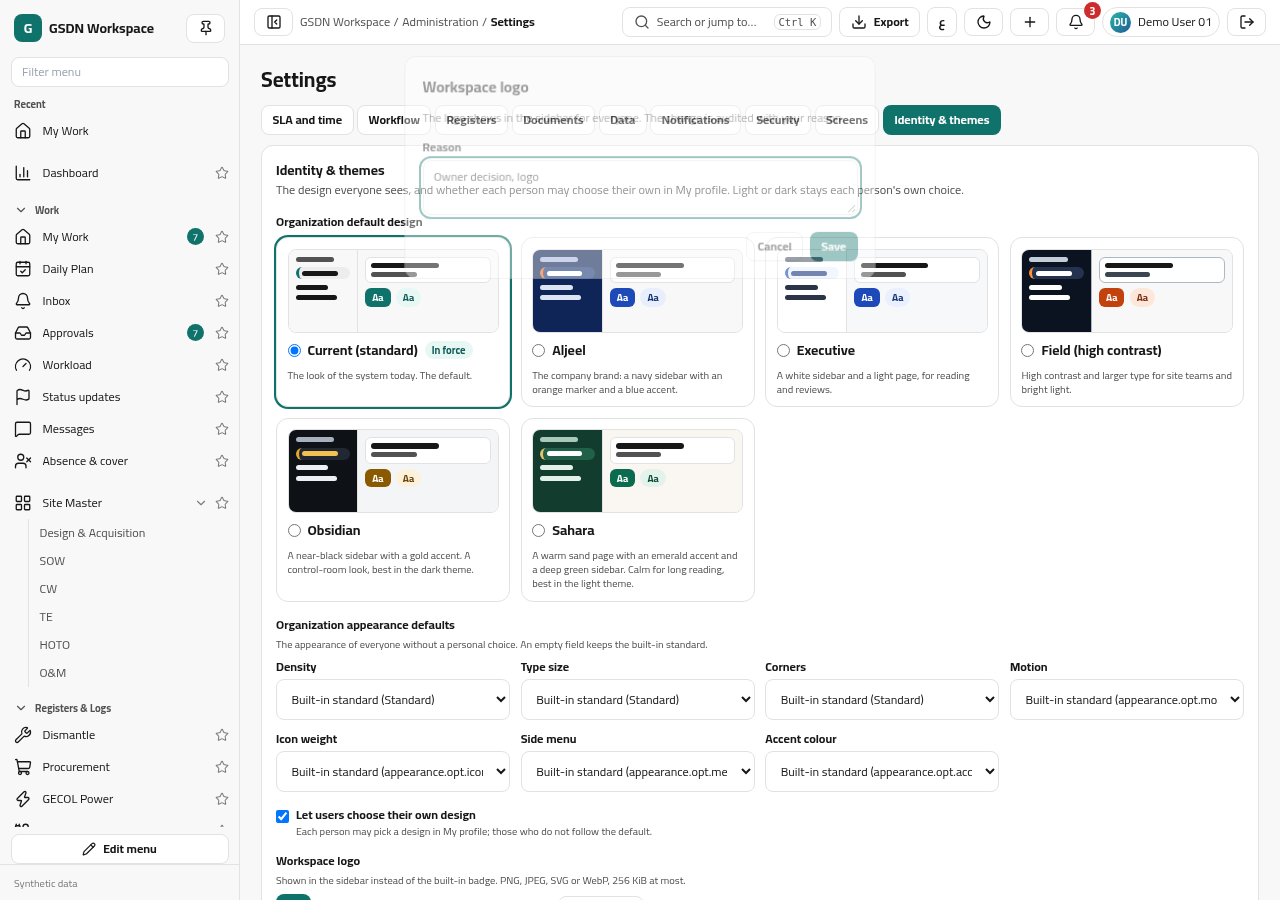 G GSDN Workspace
Filter menu
Recent
My Work
Dashboard
Work
My Work 7
Daily Plan
Inbox
Approvals 7
Workload
Status updates
Messages
Absence & cover
Site Master
Design & Acquisition
SOW
CW
TE
HOTO
O&M
Registers & Logs
Dismantle
Procurement
GECOL Power
Edit menu
Synthetic data
GSDN Workspace / Administration / Settings
Search or jump to... Ctrl K
Export
ع
3
DU Demo User 01
Settings
SLA and time
Workflow
Registers
Documents
Data
Notifications
Security
Screens
Identity & themes
Workspace logo
The logo shows in the sidebar for everyone. The change is audited with your reason.
Reason
Owner decision, logo
Cancel
Save
Identity & themes
The design everyone sees, and whether each person may choose their own in My profile. Light or dark stays each person's own choice.
Organization default design
Aa Aa
Current (standard) In force
The look of the system today. The default.
Aa Aa
Aljeel
The company brand: a navy sidebar with an
orange marker and a blue accent.
Aa Aa
Executive
A white sidebar and a light page, for reading
and reviews.
Aa Aa
Field (high contrast)
High contrast and larger type for site teams and
bright light.
Aa Aa
Obsidian
A near-black sidebar with a gold accent. A
control-room look, best in the dark theme.
Aa Aa
Sahara
A warm sand page with an emerald accent and
a deep green sidebar. Calm for long reading,
best in the light theme.
Organization appearance defaults
The appearance of everyone without a personal choice. An empty field keeps the built-in standard.
Density
Built-in standard (Standard)
Type size
Built-in standard (Standard)
Corners
Built-in standard (Standard)
Motion
Built-in standard (appearance.opt.mo
Icon weight
Built-in standard (appearance.opt.icon
Side menu
Built-in standard (appearance.opt.me
Accent colour
Built-in standard (appearance.opt.acc
Let users choose their own design
Each person may pick a design in My profile; those who do not follow the default.
Workspace logo
Shown in the sidebar instead of the built-in badge. PNG, JPEG, SVG or WebP, 256 KiB at most.